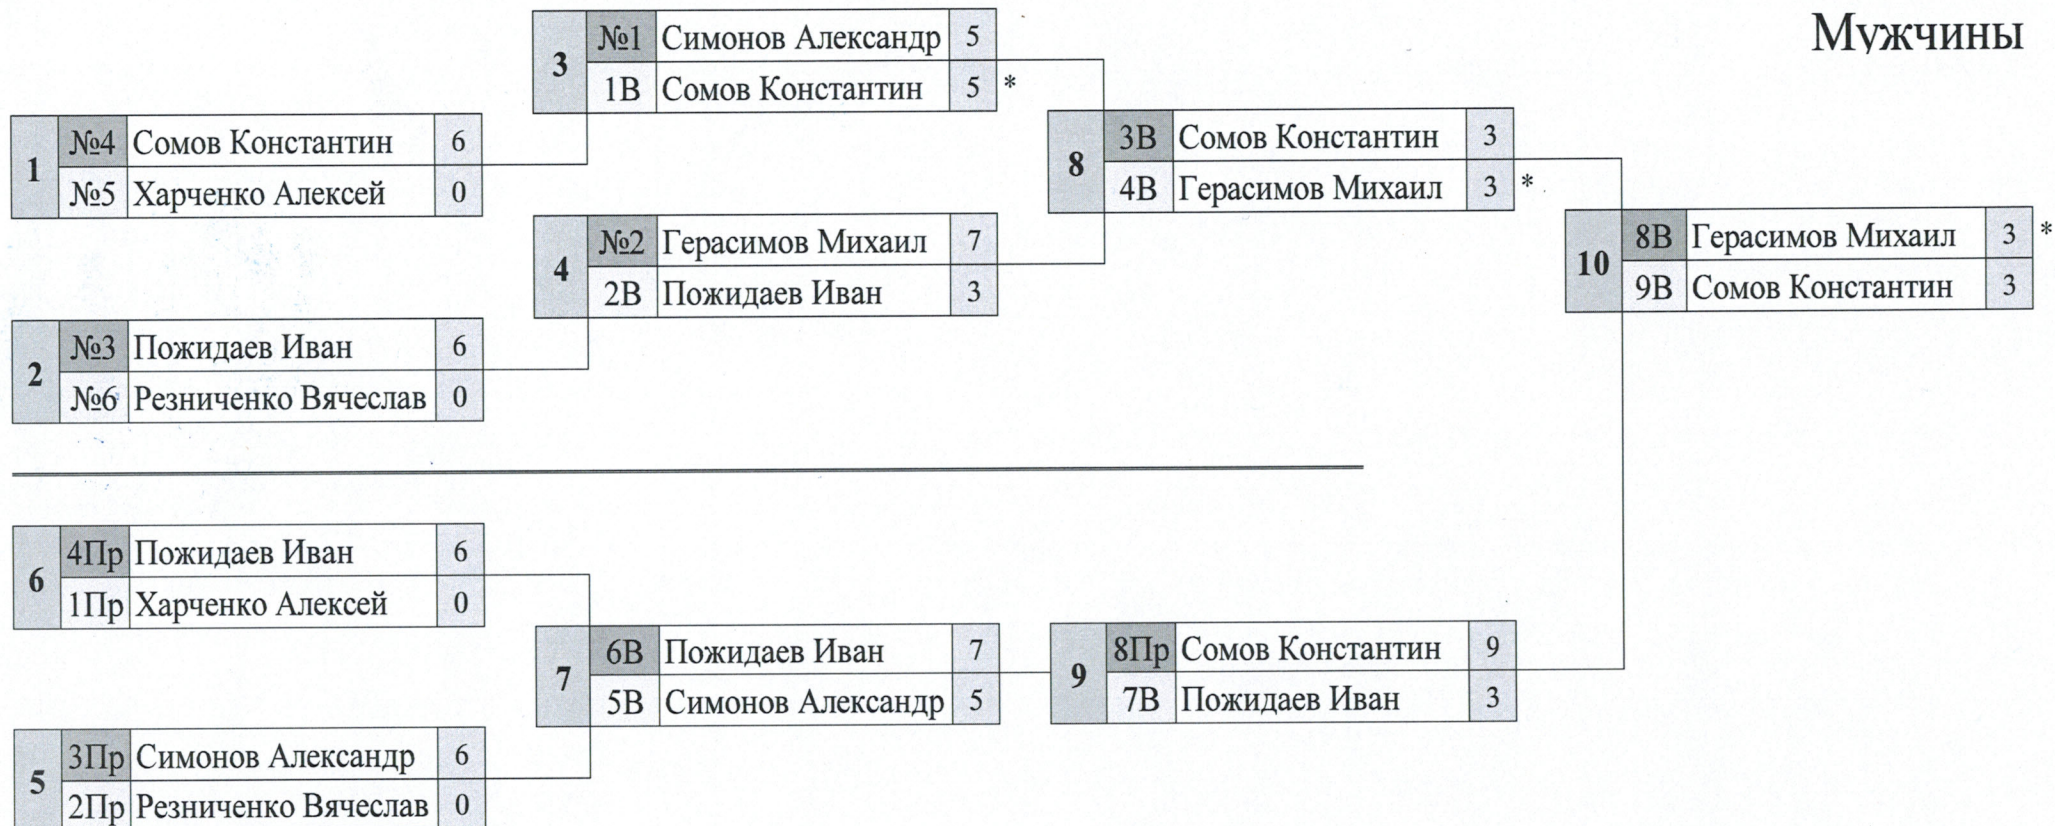 Мужчины
3
№1 Симонов Александр 5
1В Сомов Константин 5 *
1
№4 Сомов Константин 6
№5 Харченко Алексей 0
8
3В Сомов Константин 3
4В Герасимов Михаил 3 *
4
№2 Герасимов Михаил 7
2В Пожидаев Иван 3
10
8В Герасимов Михаил 3 *
9В Сомов Константин 3
2
№3 Пожидаев Иван 6
№6 Резниченко Вячеслав 0
6
4Пр Пожидаев Иван 6
1Пр Харченко Алексей 0
7
6В Пожидаев Иван 7
5В Симонов Александр 5
9
8Пр Сомов Константин 9
7В Пожидаев Иван 3
5
3Пр Симонов Александр 6
2Пр Резниченко Вячеслав 0